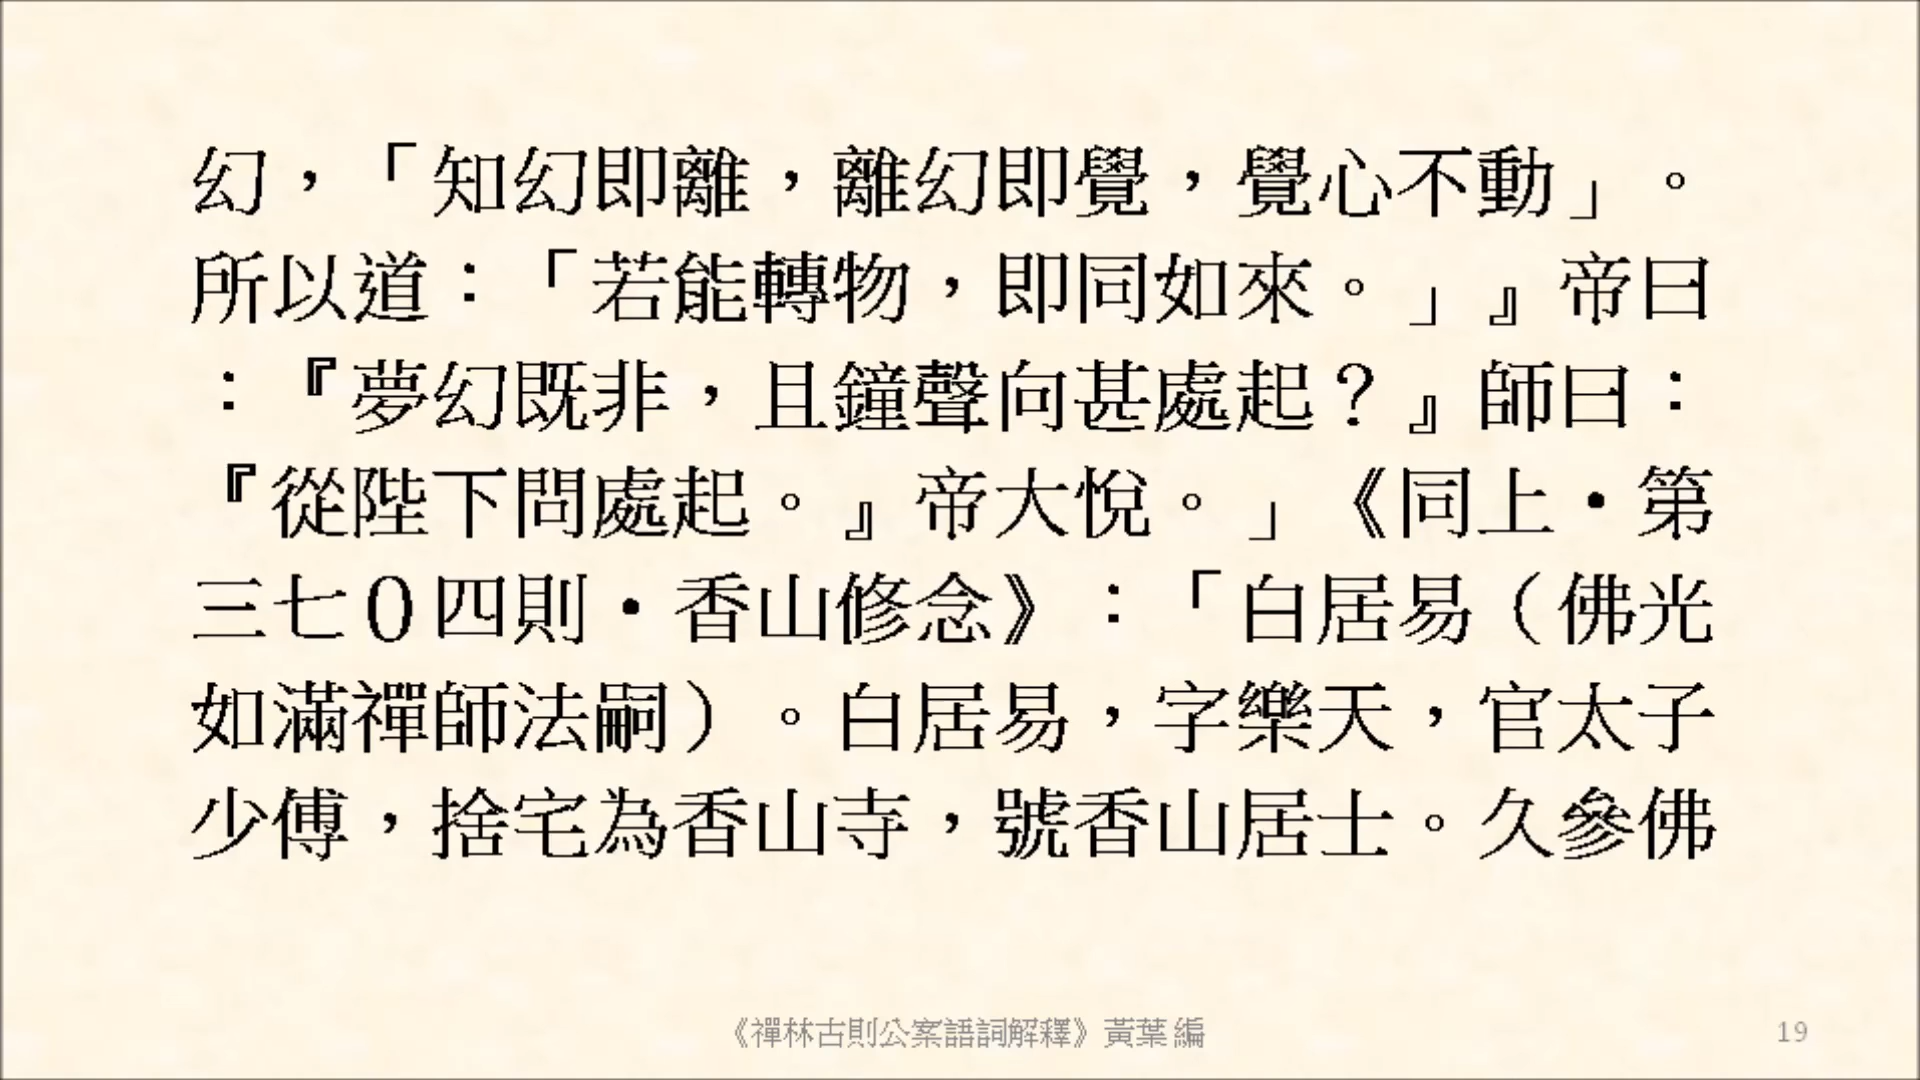 幻，「知幻即離，離幻即覺，覺心不動」。
所以道：「若能轉物，即同如來。」』帝曰
：『夢幻既非，且鐘聲向甚處起？』師曰：
『從陛下問處起。』帝大悅。」《同上•第
三七0四則•香山修念》：「白居易（佛光
如滿禪師法嗣）。白居易，字樂天，官太子
少傅，捨宅為香山寺，號香山居士。久參佛
《禪林古則公案語詞解釋》黃葉 編
19